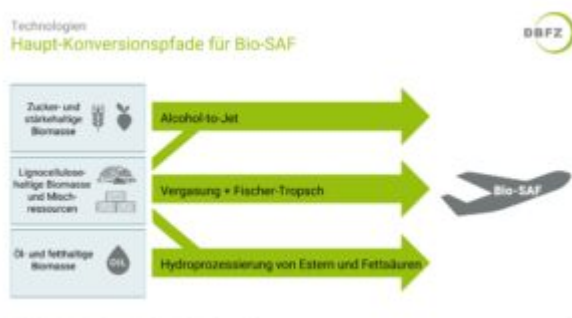 Technologien
Haupt-Konversionspfade für Bio-SAF
DBFZ
Zucker- und
stärkehaltige
Biomasse
Alcohol-to-Jet
Lignocellulose-
haltige Biomasse
und Misch-
ressourcen
Vergasung + Fischer-Tropsch
Bio-SAF
Öl- und fetthaltige
Biomasse
OIL
Hydroprozessierung von Estern und Fettsäuren